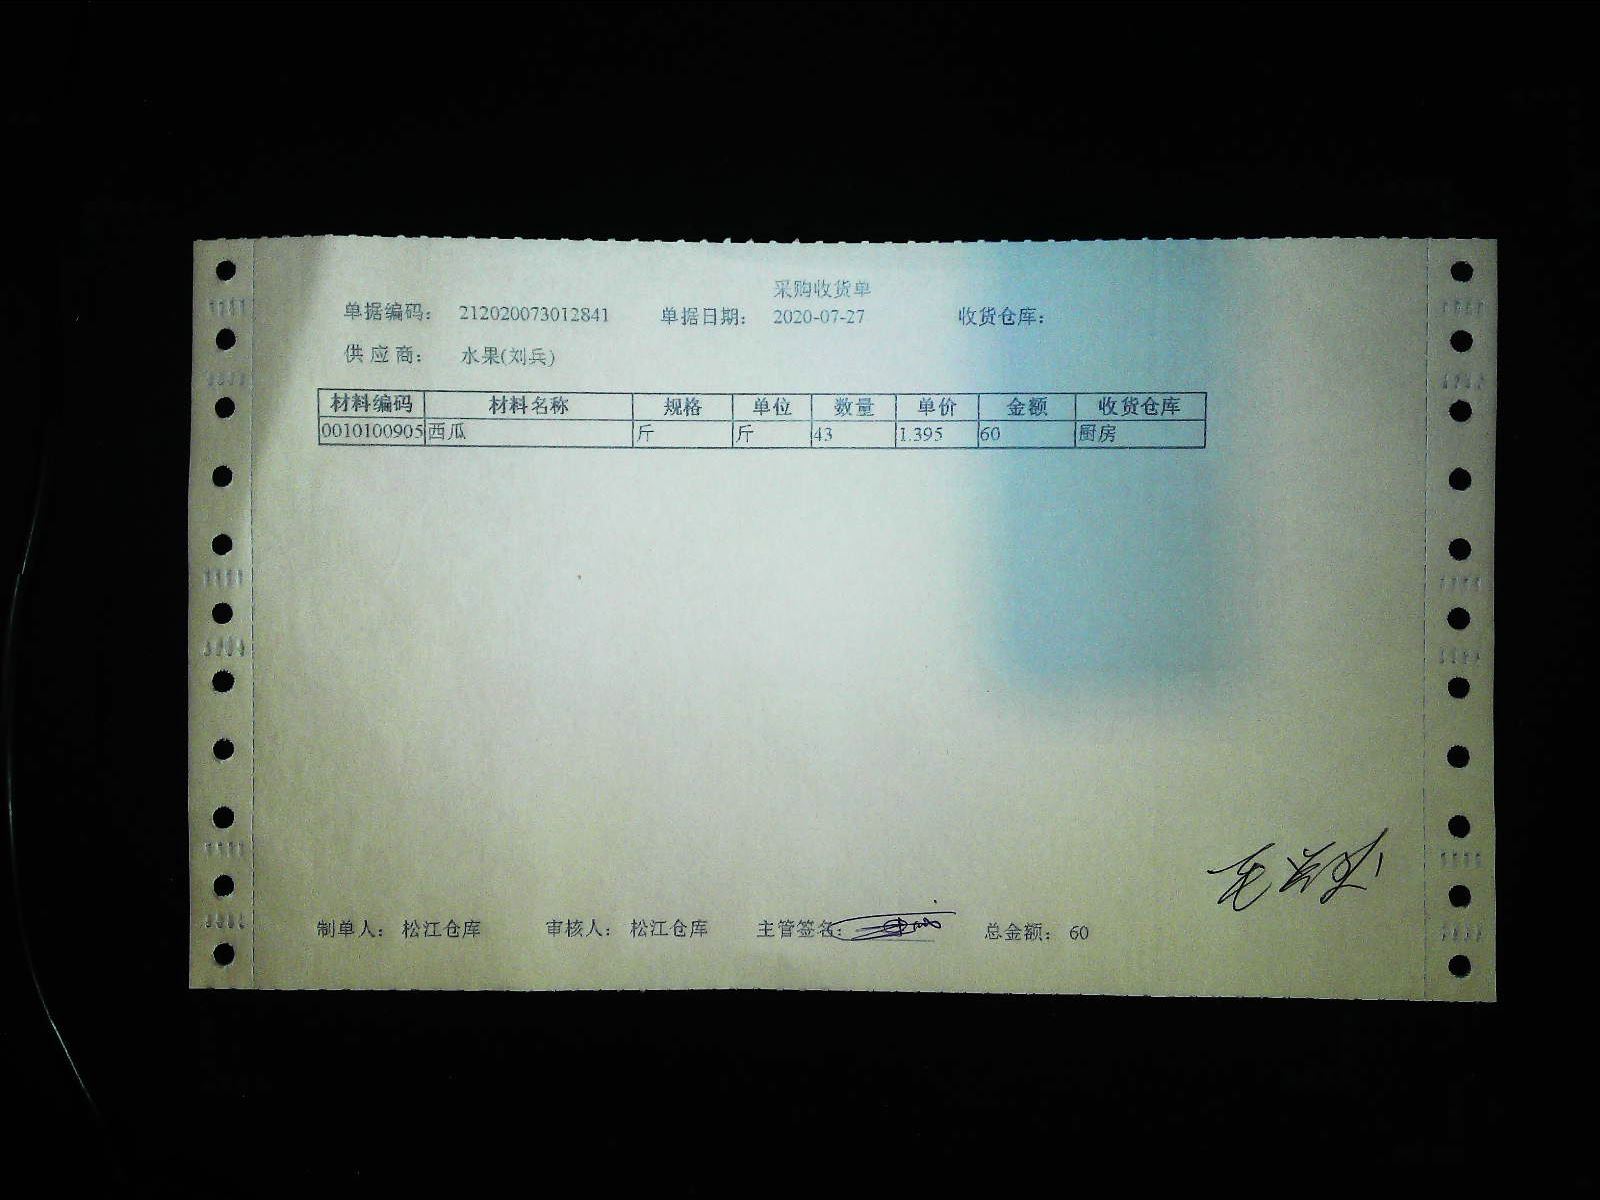 采购收货单
单据编码： 212020073012841 单据日期： 2020-07-27 收货仓库：
供 应 商： 水果(刘兵)
材料编码 材料名称 规格 单位 数量 单价 金额 收货仓库
0010100905 西瓜 斤 斤 43 1.395 60 厨房
制单人： 松江仓库 审核人： 松江仓库 主管签名： 总金额： 60